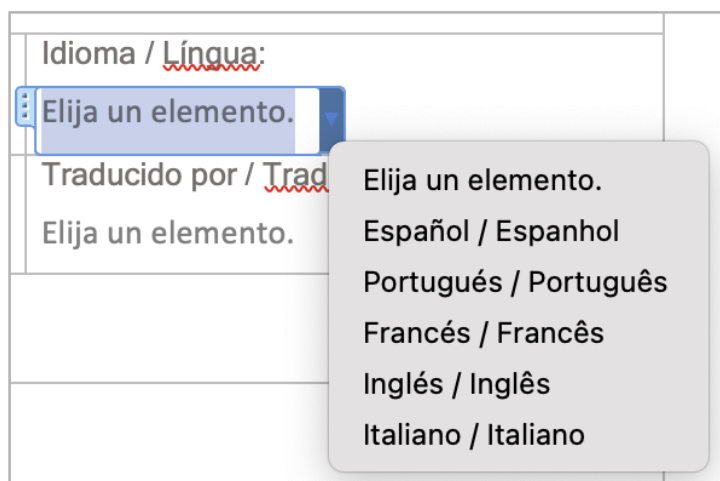 Idioma / Língua:
Elija un elemento.
Traducido por / Trad
Elija un elemento.
Elija un elemento.
Español / Espanhol
Portugués / Português
Francés / Francês
Inglés / Inglês
Italiano / Italiano